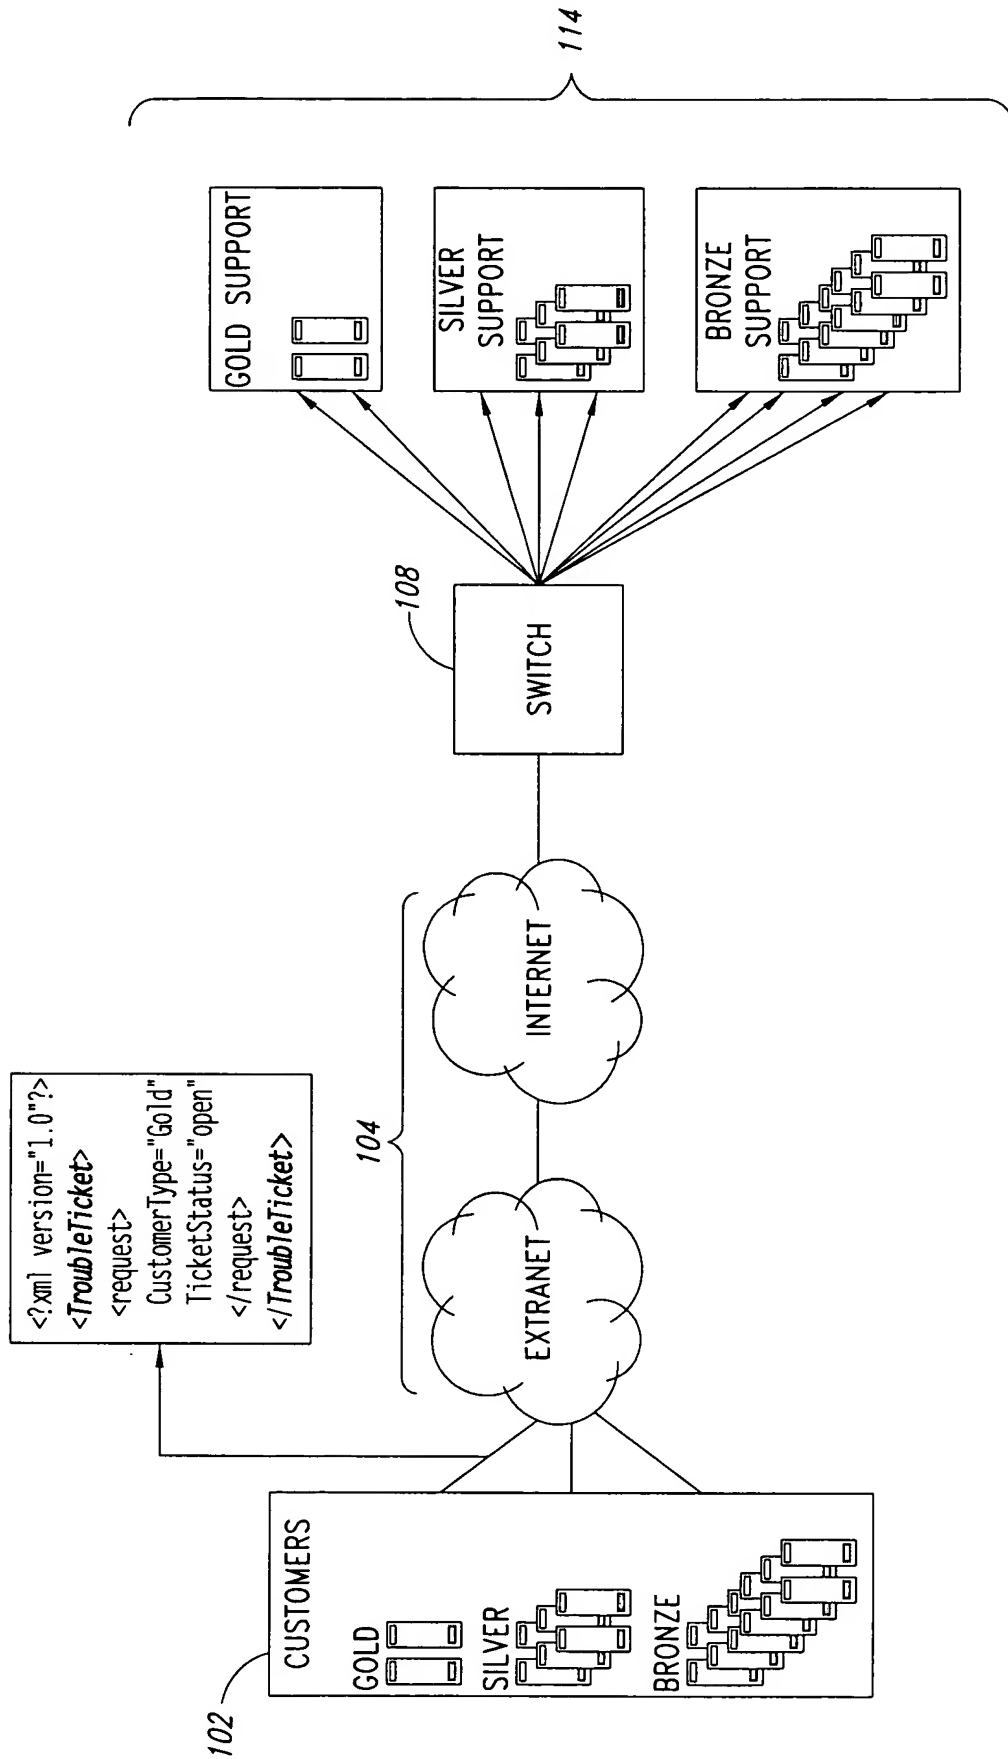 <?xml version="1.0"?>
<TroubleTicket>
<request>
CustomerType="Gold"
TicketStatus="open"
</request>
</TroubleTicket>
102
CUSTOMERS
GOLD
SILVER
BRONZE
104
EXTRANET
INTERNET
108
SWITCH
GOLD SUPPORT
SILVER
SUPPORT
BRONZE
SUPPORT
114